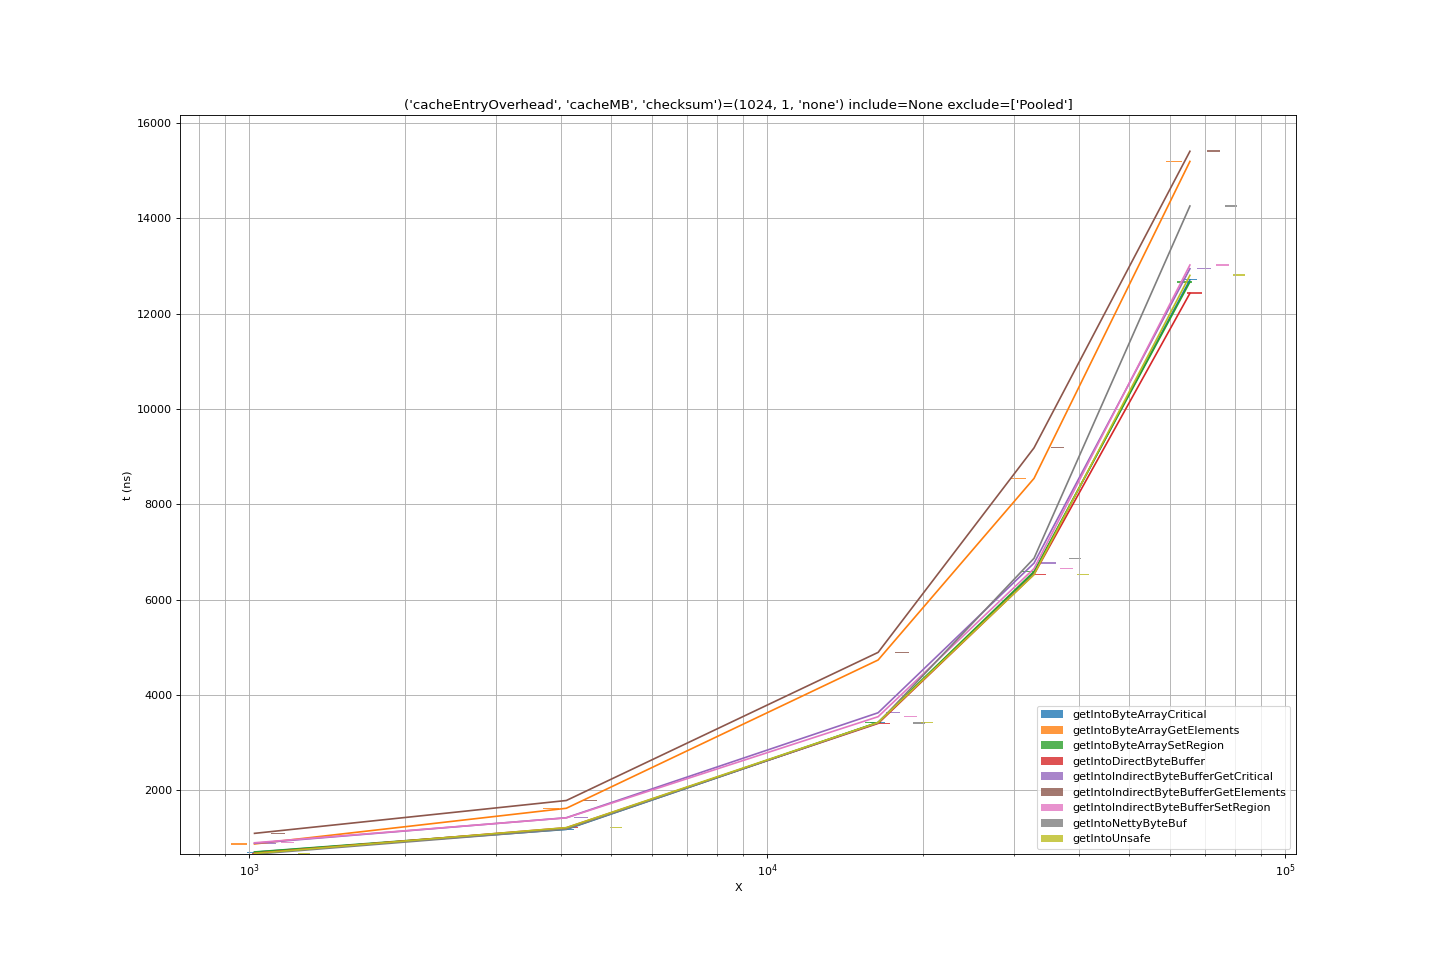 ('cacheEntryOverhead', 'cacheMB', 'checksum')=(1024, 1, 'none') include=None exclude=['Pooled']
16000
14000
12000
10000
8000
6000
4000
2000
t (ns)
getIntoByteArrayCritical
getIntoByteArrayGetElements
getIntoByteArraySetRegion
getIntoDirectByteBuffer
getIntoIndirectByteBufferGetCritical
getIntoIndirectByteBufferGetElements
getIntoIndirectByteBufferSetRegion
getIntoNettyByteBuf
getIntoUnsafe
10³ 10⁴ 10⁵
X